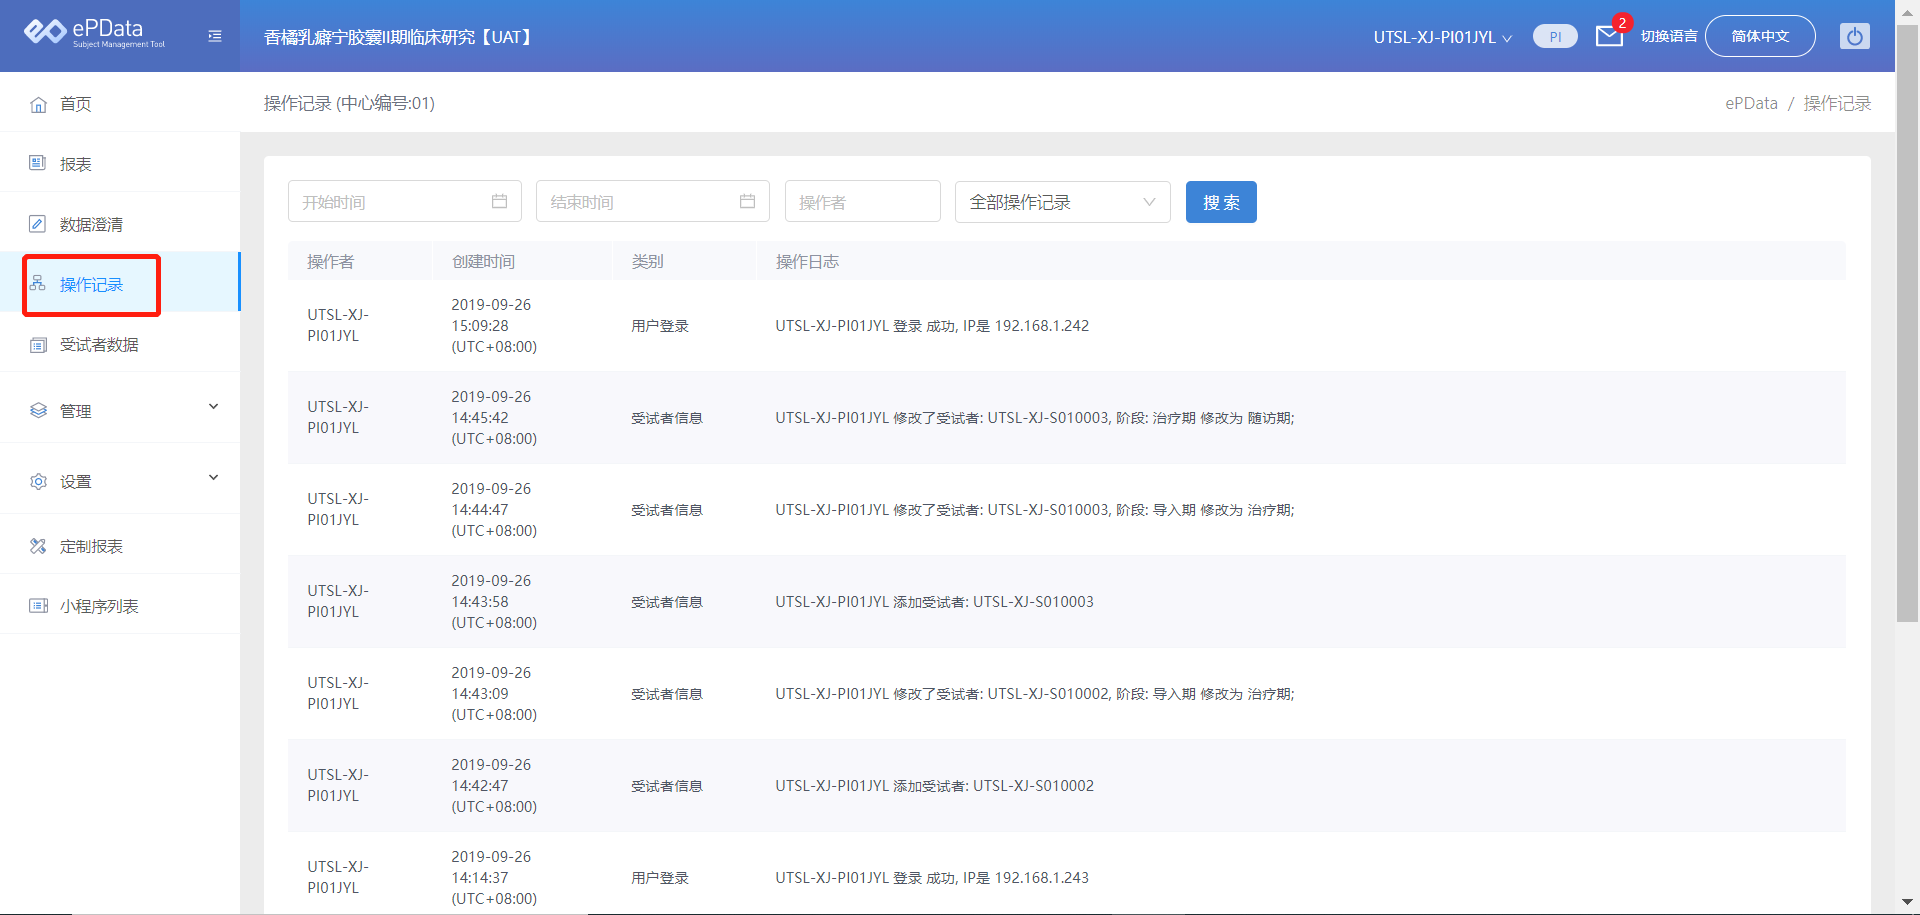 ePData
Subject Management Tool
香橘乳癖宁胶囊II期临床研究【UAT】
UTSL-XJ-PI01JYL
PI
2
切换语言
简体中文
首页
报表
数据澄清
操作记录
受试者数据
管理
设置
定制报表
小程序列表
操作记录 (中心编号:01)
ePData / 操作记录
开始时间
结束时间
操作者
全部操作记录
搜 索
操作者 创建时间 类别 操作日志
UTSL-XJ-PI01JYL 2019-09-26 15:09:28 (UTC+08:00) 用户登录 UTSL-XJ-PI01JYL 登录 成功, IP是 192.168.1.242
UTSL-XJ-PI01JYL 2019-09-26 14:45:42 (UTC+08:00) 受试者信息 UTSL-XJ-PI01JYL 修改了受试者: UTSL-XJ-S010003, 阶段: 治疗期 修改为 随访期;
UTSL-XJ-PI01JYL 2019-09-26 14:44:47 (UTC+08:00) 受试者信息 UTSL-XJ-PI01JYL 修改了受试者: UTSL-XJ-S010003, 阶段: 导入期 修改为 治疗期;
UTSL-XJ-PI01JYL 2019-09-26 14:43:58 (UTC+08:00) 受试者信息 UTSL-XJ-PI01JYL 添加受试者: UTSL-XJ-S010003
UTSL-XJ-PI01JYL 2019-09-26 14:43:09 (UTC+08:00) 受试者信息 UTSL-XJ-PI01JYL 修改了受试者: UTSL-XJ-S010002, 阶段: 导入期 修改为 治疗期;
UTSL-XJ-PI01JYL 2019-09-26 14:42:47 (UTC+08:00) 受试者信息 UTSL-XJ-PI01JYL 添加受试者: UTSL-XJ-S010002
UTSL-XJ-PI01JYL 2019-09-26 14:14:37 (UTC+08:00) 用户登录 UTSL-XJ-PI01JYL 登录 成功, IP是 192.168.1.243